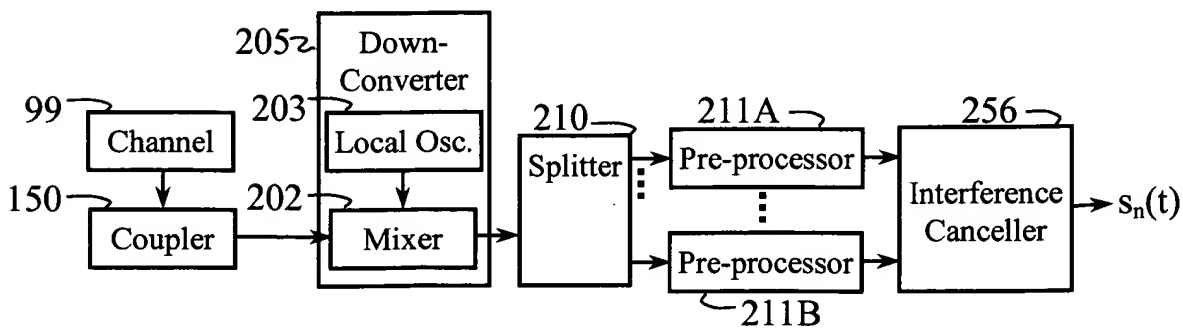 205
Down-
Converter
99
203
210
211A
256
Channel
Local Osc.
Splitter
Pre-processor
Interference
Canceller
sₙ(t)
150
202
Coupler
Mixer
Pre-processor
211B